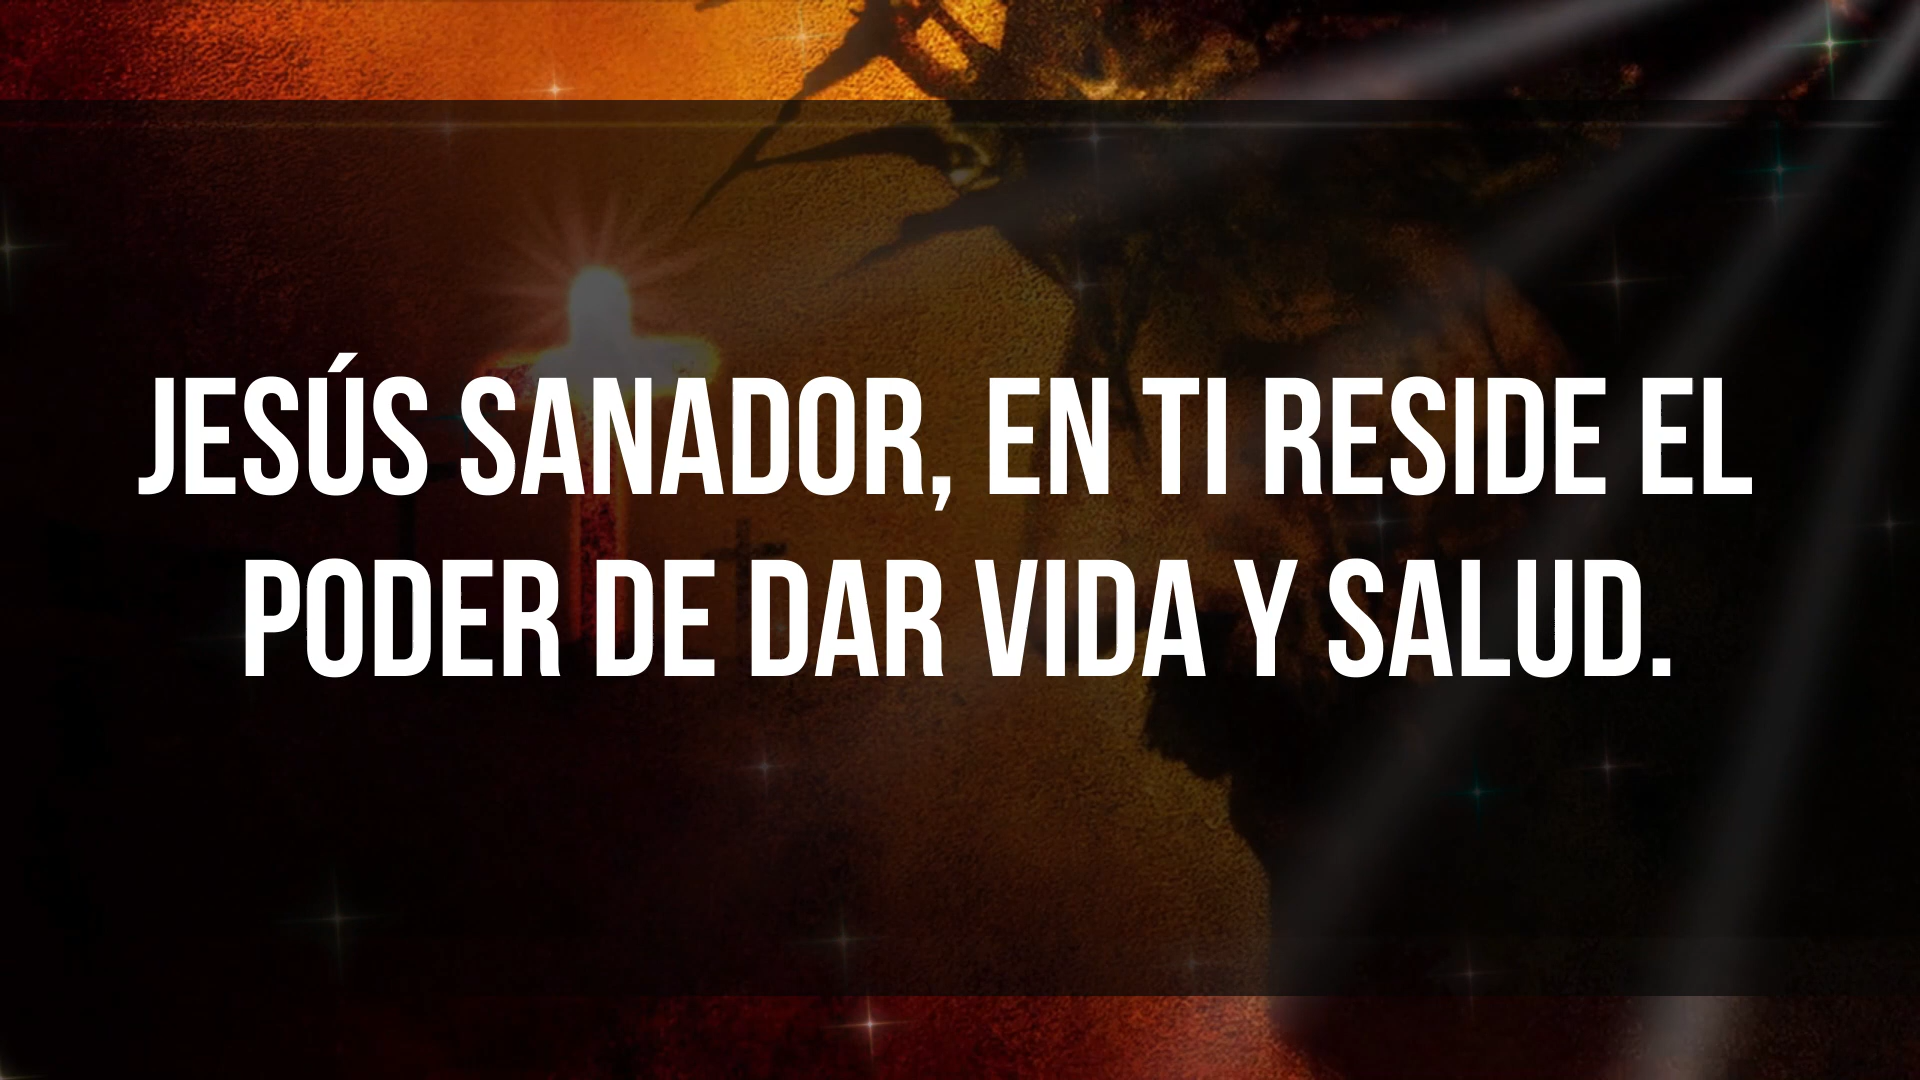 JESÚS SANADOR, EN TI RESIDE EL
PODER DE DAR VIDA Y SALUD.